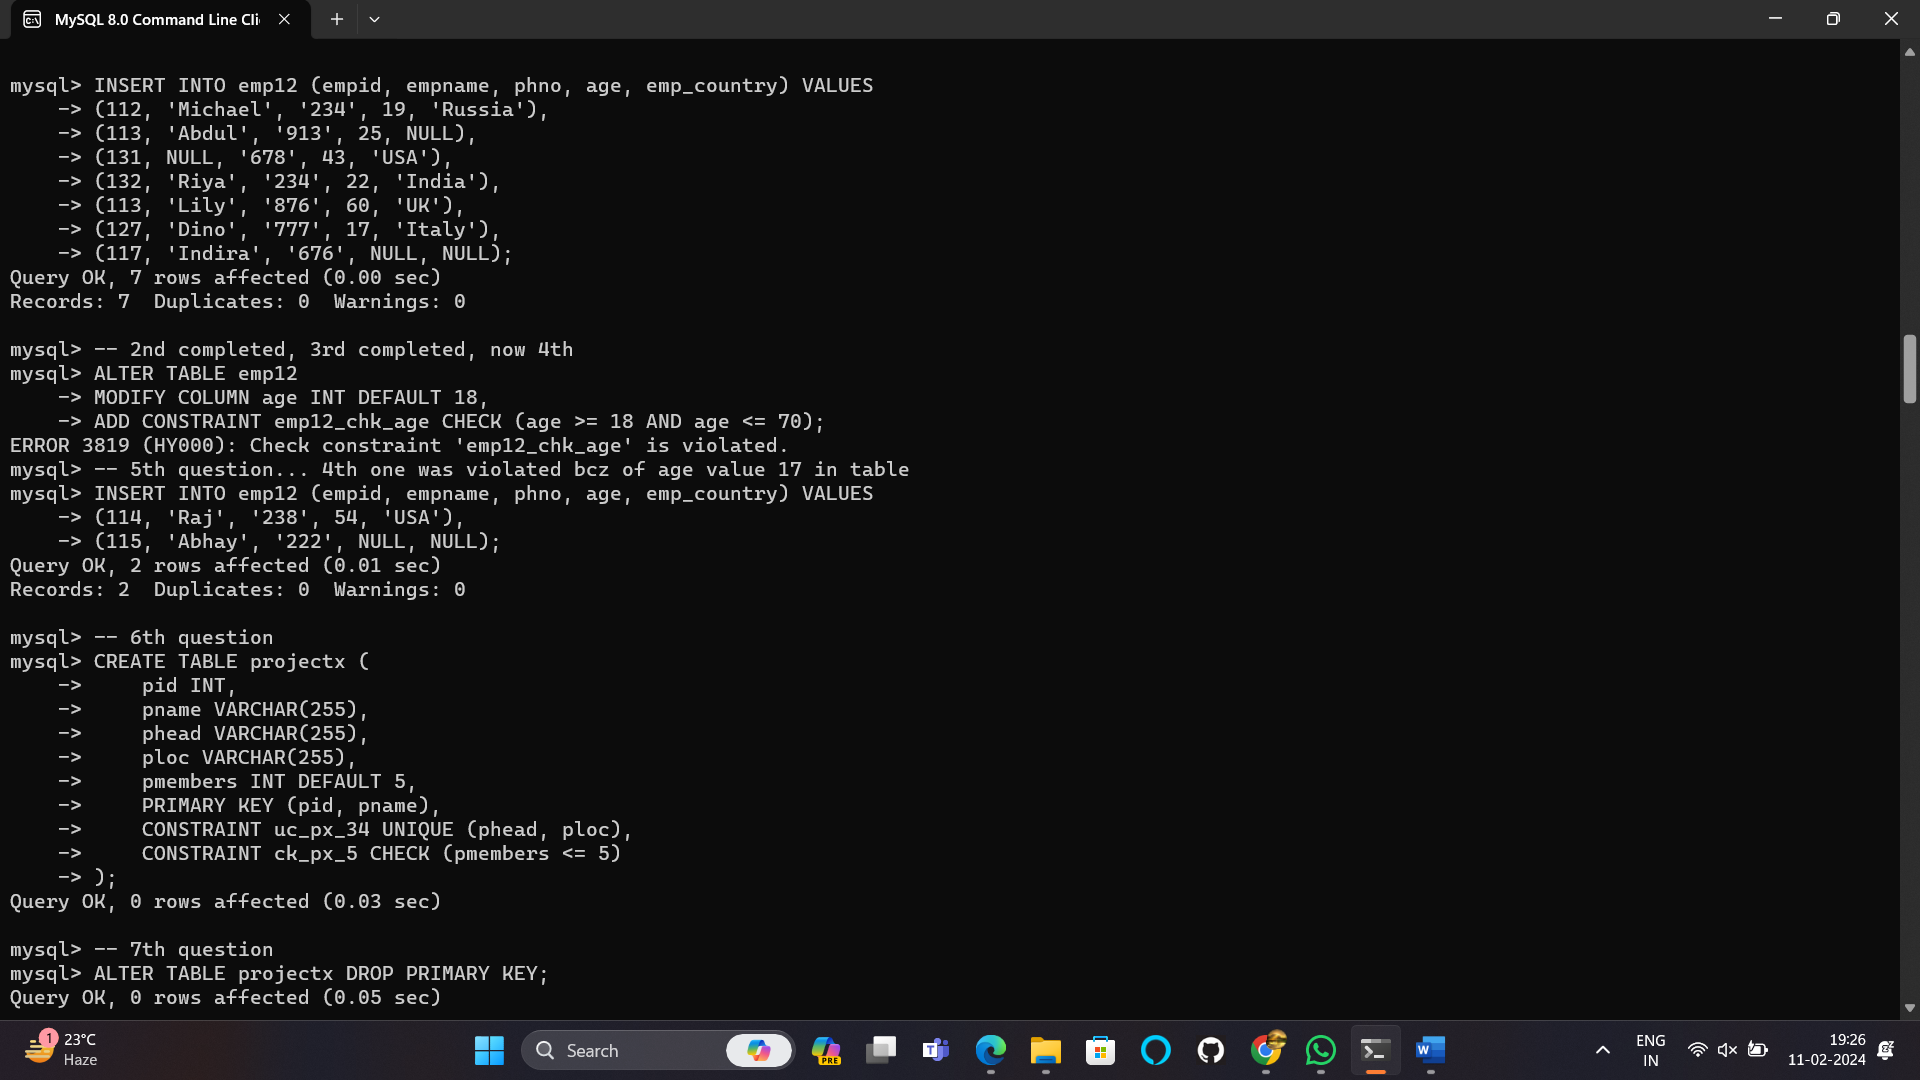 MySQL 8.0 Command Line Cli
mysql> INSERT INTO emp12 (empid, empname, phno, age, emp_country) VALUES
    -> (112, 'Michael', '234', 19, 'Russia'),
    -> (113, 'Abdul', '913', 25, NULL),
    -> (131, NULL, '678', 43, 'USA'),
    -> (132, 'Riya', '234', 22, 'India'),
    -> (113, 'Lily', '876', 60, 'UK'),
    -> (127, 'Dino', '777', 17, 'Italy'),
    -> (117, 'Indira', '676', NULL, NULL);
Query OK, 7 rows affected (0.00 sec)
Records: 7  Duplicates: 0  Warnings: 0
mysql> -- 2nd completed, 3rd completed, now 4th
mysql> ALTER TABLE emp12
    -> MODIFY COLUMN age INT DEFAULT 18,
    -> ADD CONSTRAINT emp12_chk_age CHECK (age >= 18 AND age <= 70);
ERROR 3819 (HY000): Check constraint 'emp12_chk_age' is violated.
mysql> -- 5th question... 4th one was violated bcz of age value 17 in table
mysql> INSERT INTO emp12 (empid, empname, phno, age, emp_country) VALUES
    -> (114, 'Raj', '238', 54, 'USA'),
    -> (115, 'Abhay', '222', NULL, NULL);
Query OK, 2 rows affected (0.01 sec)
Records: 2  Duplicates: 0  Warnings: 0
mysql> -- 6th question
mysql> CREATE TABLE projectx (
    ->     pid INT,
    ->     pname VARCHAR(255),
    ->     phead VARCHAR(255),
    ->     ploc VARCHAR(255),
    ->     pmembers INT DEFAULT 5,
    ->     PRIMARY KEY (pid, pname),
    ->     CONSTRAINT uc_px_34 UNIQUE (phead, ploc),
    ->     CONSTRAINT ck_px_5 CHECK (pmembers <= 5)
    -> );
Query OK, 0 rows affected (0.03 sec)
mysql> -- 7th question
mysql> ALTER TABLE projectx DROP PRIMARY KEY;
Query OK, 0 rows affected (0.05 sec)
1
23°C
Haze
Search
PRE
ENG
IN
19:26
11-02-2024